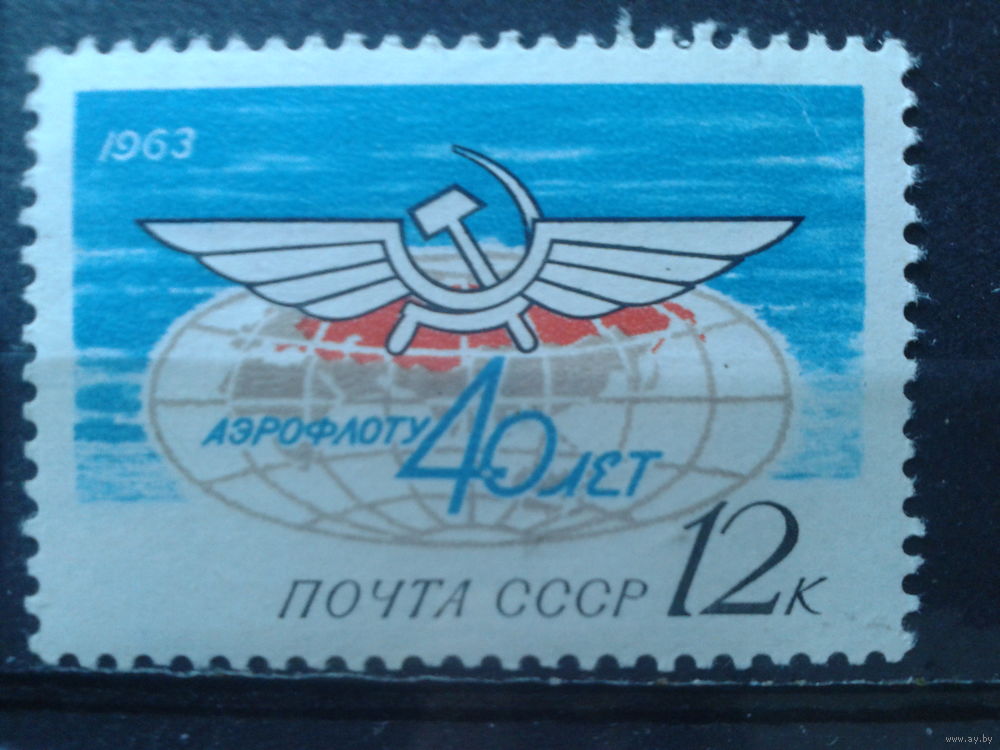 1963
АЭРОФЛОТУ 40 ЛЕТ
ПОЧТА СССР 12к
www.ay.by